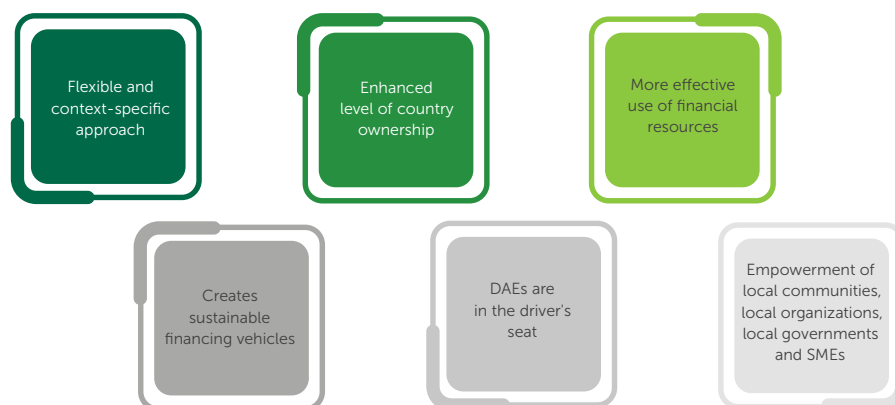 Flexible and
context-specific
approach
Enhanced
level of country
ownership
More effective
use of financial
resources
Creates
sustainable
financing vehicles
DAEs are
in the driver's
seat
Empowerment of
local communities,
local organizations,
local governments
and SMEs